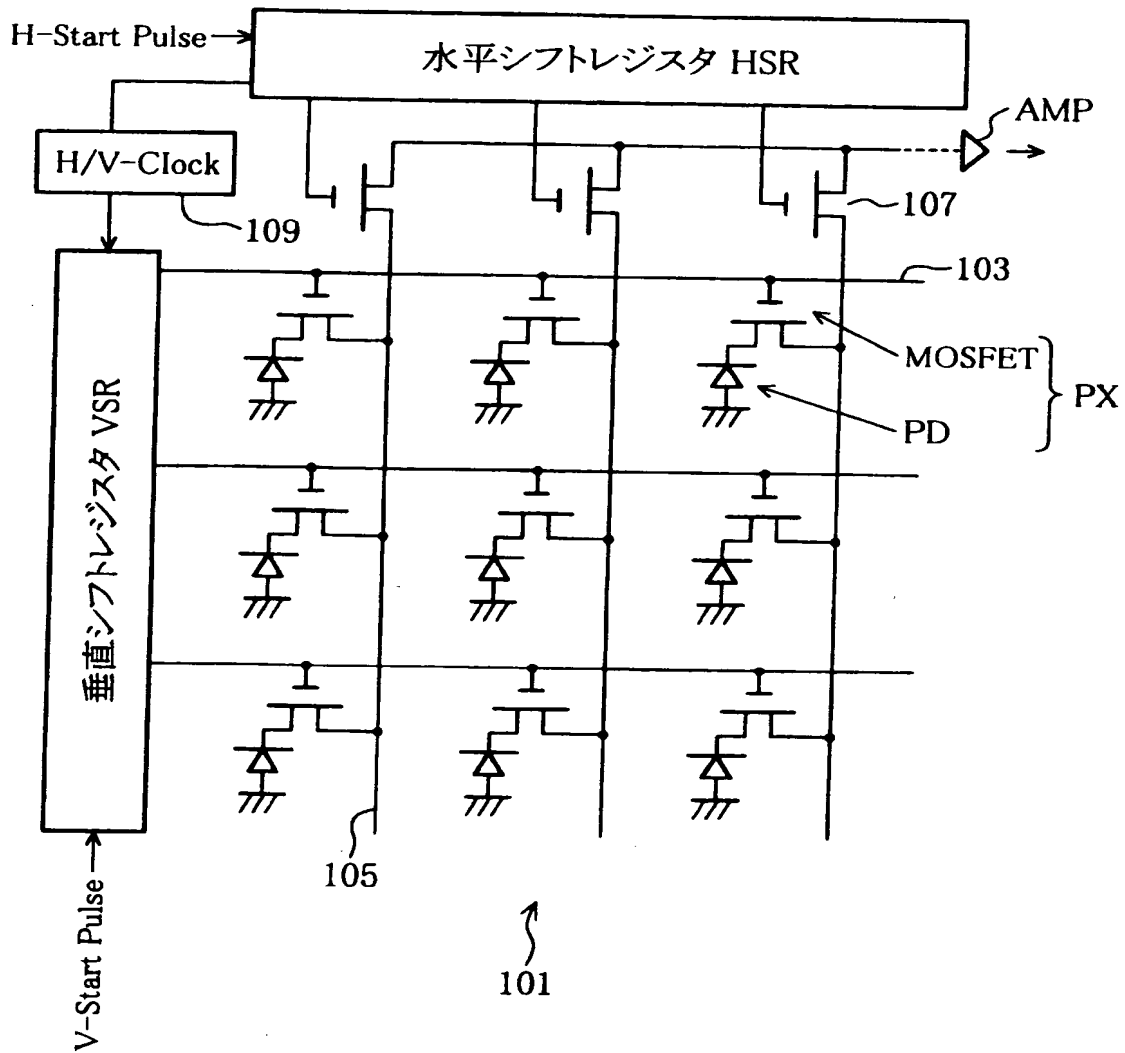 H-Start Pulse
水平シフトレジスタ HSR
AMP
H/V-Clock
109
107
103
MOSFET
PX
PD
垂直シフトレジスタ VSR
105
V-Start Pulse
101